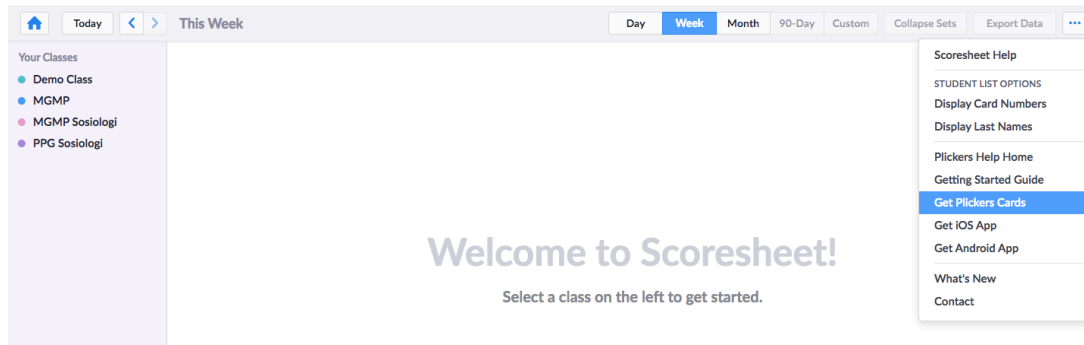 Today
This Week
Day Week Month 90-Day Custom
Collapse Sets
Export Data
Your Classes
Demo Class
MGMP
MGMP Sosiologi
PPG Sosiologi
Welcome to Scoresheet!
Select a class on the left to get started.
Scoresheet Help
STUDENT LIST OPTIONS
Display Card Numbers
Display Last Names
Plickers Help Home
Getting Started Guide
Get Plickers Cards
Get iOS App
Get Android App
What's New
Contact